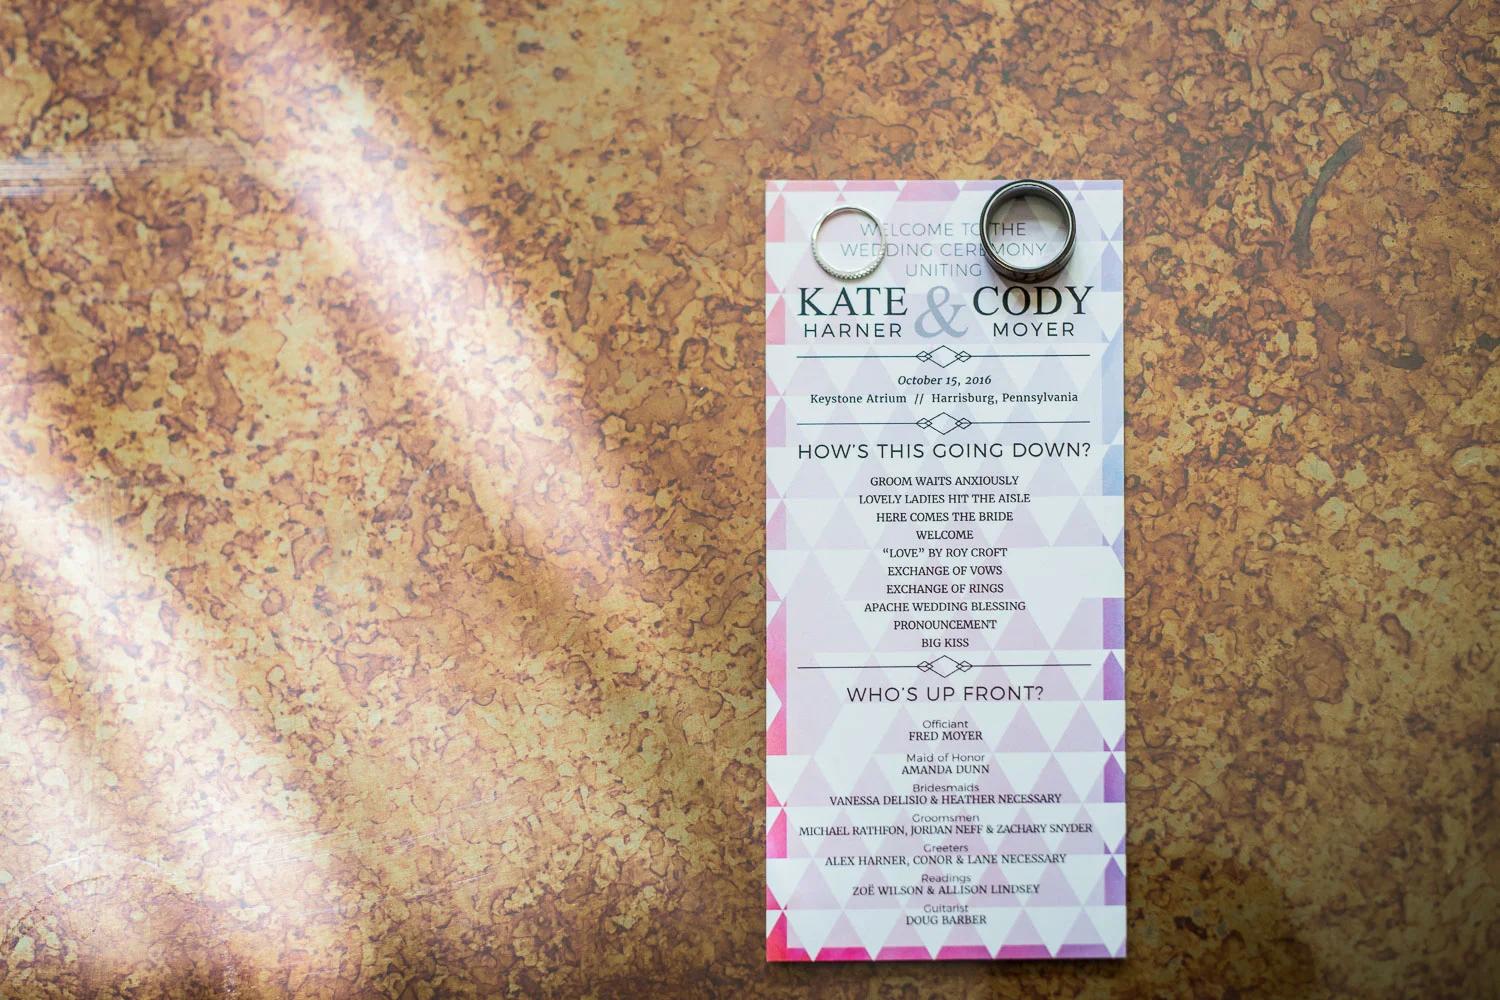 WELCOME TO THE
WEDDING CEREMONY
UNITING
KATE & CODY
HARNER MOYER
October 15, 2016
Keystone Atrium // Harrisburg, Pennsylvania
HOW'S THIS GOING DOWN?
GROOM WAITS ANXIOUSLY
LOVELY LADIES HIT THE AISLE
HERE COMES THE BRIDE
WELCOME
“LOVE” BY ROY CROFT
EXCHANGE OF VOWS
EXCHANGE OF RINGS
APACHE WEDDING BLESSING
PRONOUNCEMENT
BIG KISS
WHO'S UP FRONT?
Officiant
FRED MOYER
Maid of Honor
AMANDA DUNN
Bridesmaids
VANESSA DELISIO & HEATHER NECESSARY
Groomsmen
MICHAEL RATHFON, JORDAN NEFF & ZACHARY SNYDER
Greeters
ALEX HARNER, CONOR & LANE NECESSARY
Readings
ZOË WILSON & ALLISON LINDSEY
Guitarist
DOUG BARBER